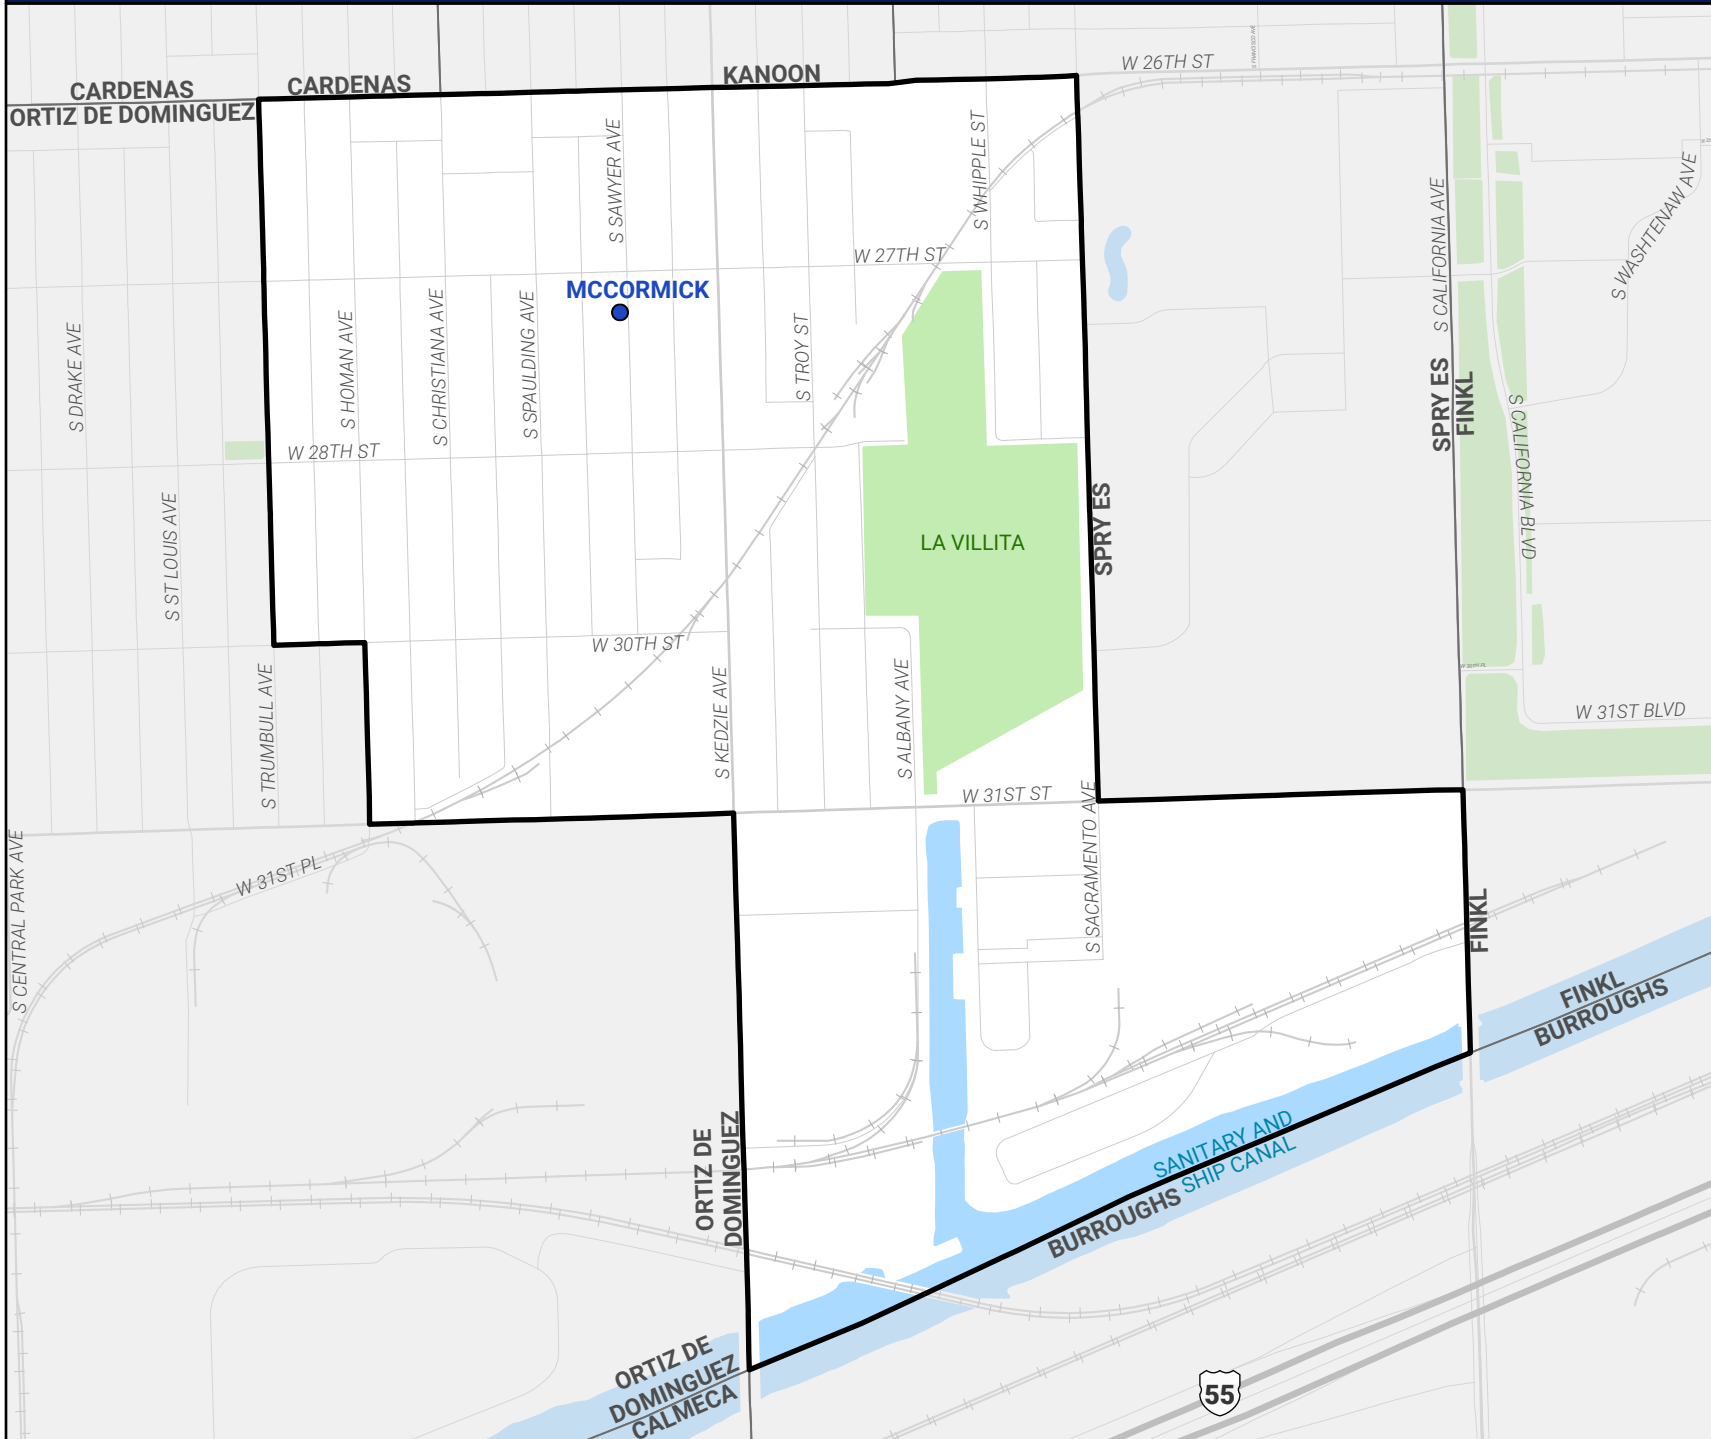 W 26TH ST
S FRANCISCO AVE
CARDENAS
CARDENAS
KANOON
ORTIZ DE DOMINGUEZ
S SAWYER AVE
S WHIPPLE ST
S CALIFORNIA AVE
S WASHTENAW AVE
W 27TH ST
MCCORMICK
S DRAKE AVE
S HOMAN AVE
S CHRISTIANA AVE
S SPAULDING AVE
S TROY ST
SPRY ES
FINKL
S CALIFORNIA BLVD
W 28TH ST
S ST LOUIS AVE
LA VILLITA
SPRY ES
W 30TH ST
S TRUMBULL AVE
S KEDZIE AVE
S ALBANY AVE
W 31ST BLVD
W 31ST ST
S SACRAMENTO AVE
S CENTRAL PARK AVE
W 31ST PL
FINKL
FINKL
BURROUGHS
ORTIZ DE
DOMINGUEZ
SANITARY AND
SHIP CANAL
BURROUGHS
ORTIZ DE
DOMINGUEZ
CALMECA
55